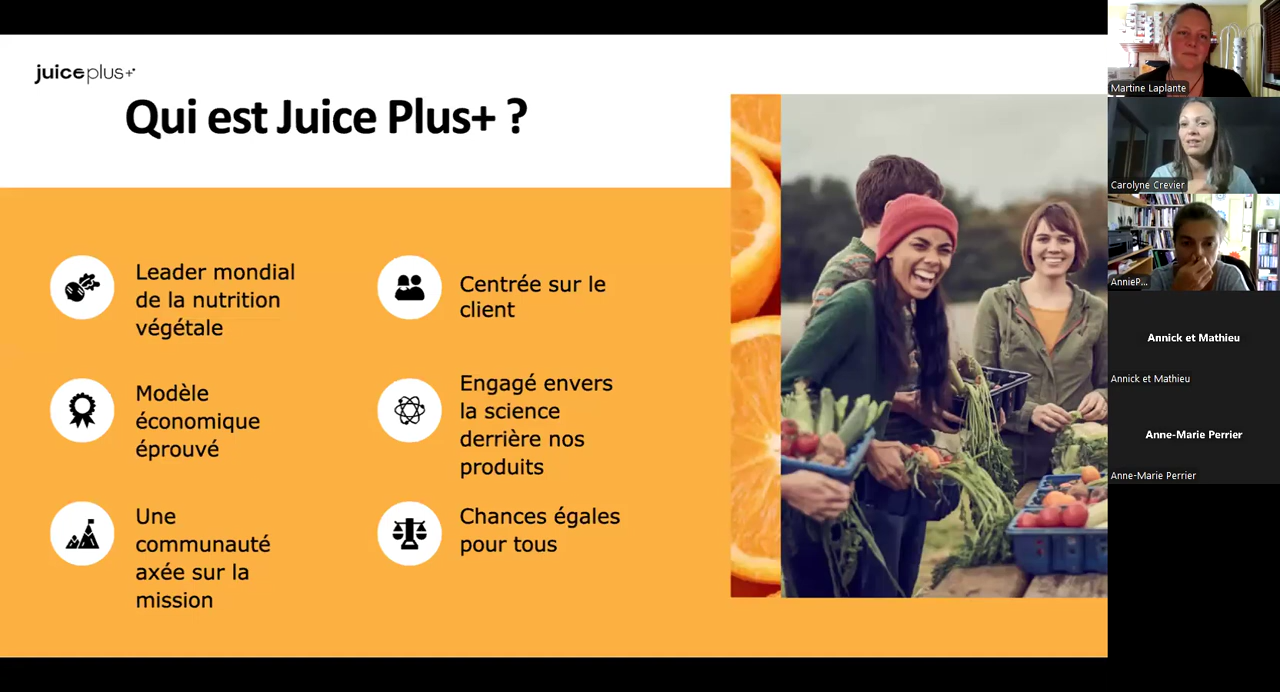 juiceplus+
Qui est Juice Plus+ ?
Leader mondial
de la nutrition
végétale
Centrée sur le
client
Modèle
économique
éprouvé
Engagé envers
la science
derrière nos
produits
Une
communauté
axée sur la
mission
Chances égales
pour tous
Martine Laplante
Carolyne Crevier
AnnieP...
Annick et Mathieu
Annick et Mathieu
Anne-Marie Perrier
Anne-Marie Perrier